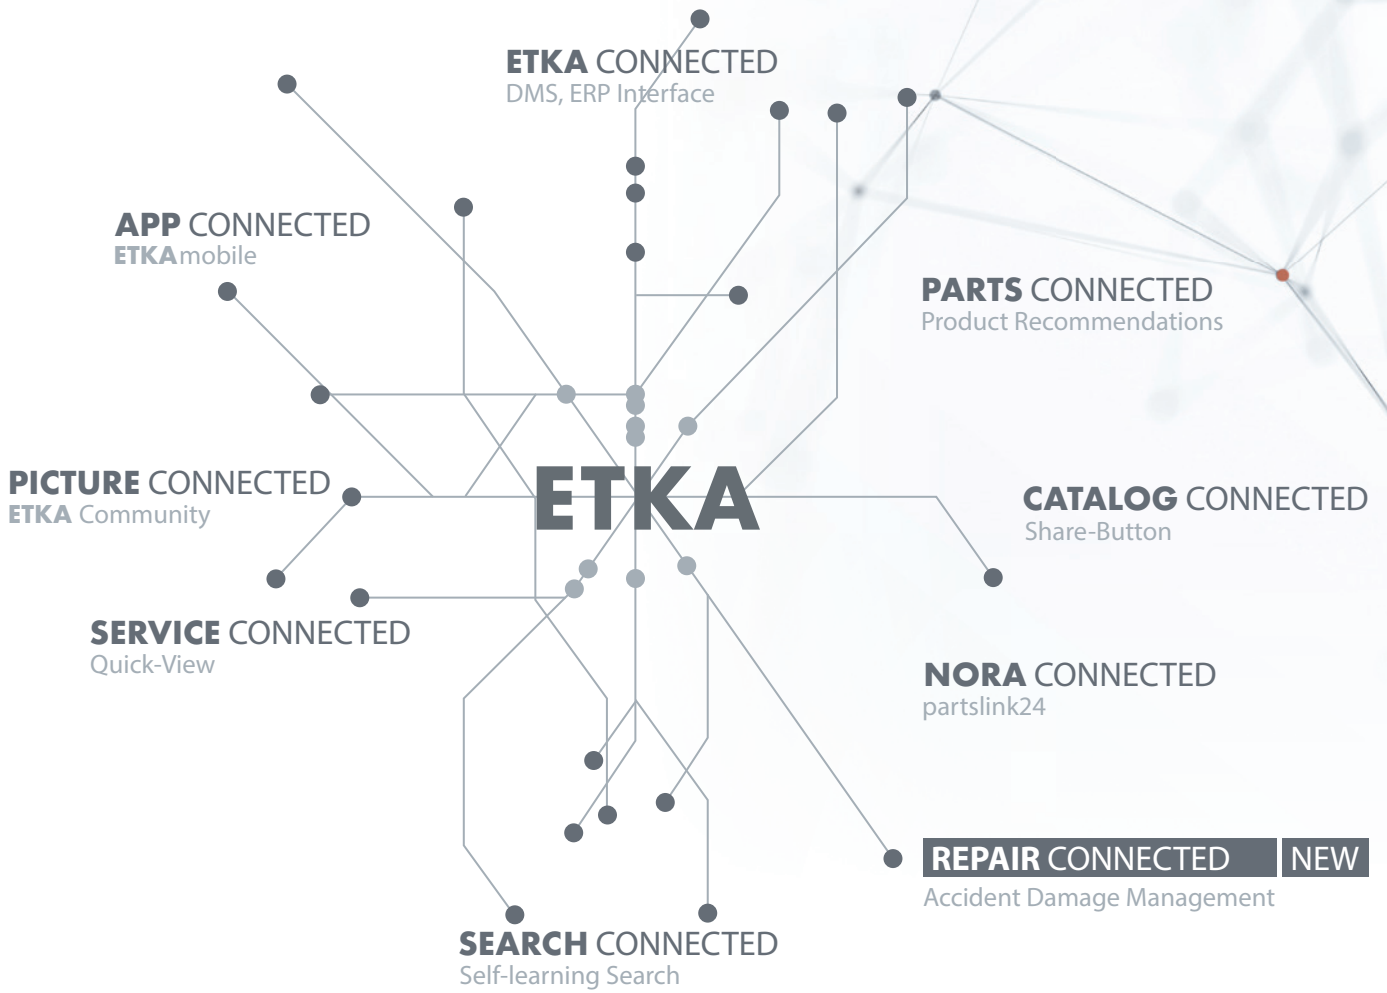 ETKA CONNECTED
DMS, ERP Interface
APP CONNECTED
ETKAmobile
PARTS CONNECTED
Product Recommendations
PICTURE CONNECTED
ETKA Community
ETKA
CATALOG CONNECTED
Share-Button
SERVICE CONNECTED
Quick-View
NORA CONNECTED
partslink24
REPAIR CONNECTED NEW
Accident Damage Management
SEARCH CONNECTED
Self-learning Search